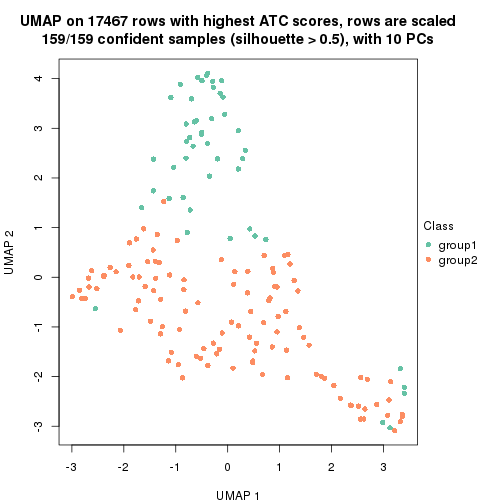 UMAP on 17467 rows with highest ATC scores, rows are scaled
159/159 confident samples (silhouette > 0.5), with 10 PCs
4
3
2
1
0
-1
-2
-3
UMAP 2
-3
-2
-1
0
1
2
3
UMAP 1
Class
group1
group2